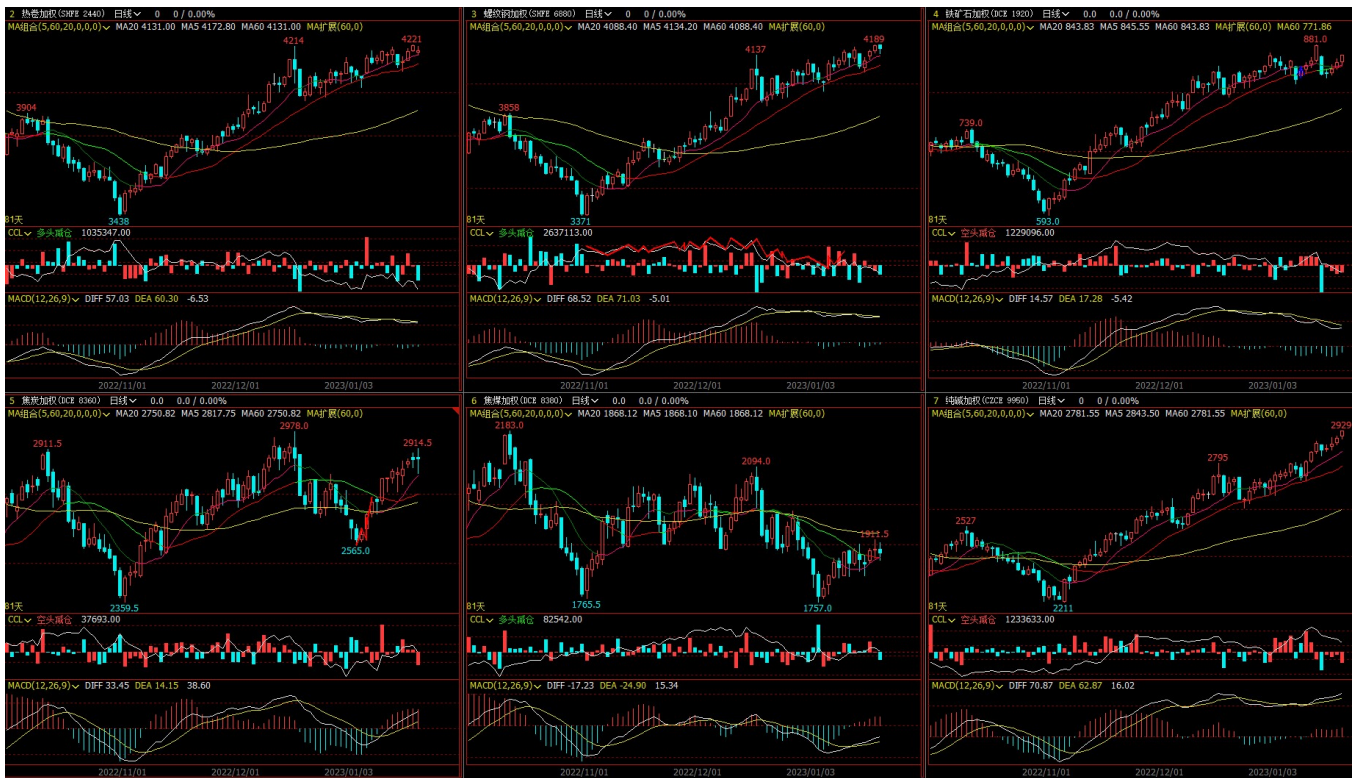 2 热卷加权(SHFE 2440) 日线 0 0 / 0.00%
MA组合(5,60,20,0,0,0) MA20 4131.00 MA5 4172.80 MA60 4131.00 MA扩展(60,0)
4221
4214
3904
3438
81天
CCL 多头减仓 1035347.00
MACD(12,26,9) DIFF 57.03 DEA 60.30 -6.53
2022/11/01 2022/12/01 2023/01/03
3 螺纹钢加权(SHFE 6880) 日线 0 0 / 0.00%
MA组合(5,60,20,0,0,0) MA20 4088.40 MA5 4134.20 MA60 4088.40 MA扩展(60,0)
4189
4137
3858
3371
81天
CCL 多头减仓 2637113.00
MACD(12,26,9) DIFF 68.52 DEA 71.03 -5.01
2022/11/01 2022/12/01 2023/01/03
4 铁矿石加权(DCE 1920) 日线 0.0 0.0 / 0.00%
MA组合(5,60,20,0,0,0) MA20 843.83 MA5 845.55 MA60 843.83 MA扩展(60,0) MA60 771.86
881.0
739.0
593.0
81天
CCL 空头减仓 1229096.00
MACD(12,26,9) DIFF 14.57 DEA 17.28 -5.42
2022/11/01 2022/12/01 2023/01/03
5 焦炭加权(DCE 8360) 日线 0.0 0.0 / 0.00%
MA组合(5,60,20,0,0,0) MA20 2750.82 MA5 2817.75 MA60 2750.82 MA扩展(60,0)
2978.0
2911.5
2914.5
2565.0
2359.5
81天
CCL 空头减仓 37693.00
MACD(12,26,9) DIFF 33.45 DEA 14.15 38.60
2022/11/01 2022/12/01 2023/01/03
6 焦煤加权(DCE 8380) 日线 0.0 0.0 / 0.00%
MA组合(5,60,20,0,0,0) MA20 1868.12 MA5 1868.10 MA60 1868.12 MA扩展(60,0)
2183.0
2094.0
1911.5
1765.5
1757.0
81天
CCL 多头减仓 82542.00
MACD(12,26,9) DIFF -17.23 DEA -24.90 15.34
2022/11/01 2022/12/01 2023/01/03
7 纯碱加权(CZCE 9950) 日线 0 0 / 0.00%
MA组合(5,60,20,0,0,0) MA20 2781.55 MA5 2843.50 MA60 2781.55 MA扩展(60,0)
2929
2795
2527
2211
81天
CCL 空头减仓 1233633.00
MACD(12,26,9) DIFF 70.87 DEA 62.87 16.02
2022/11/01 2022/12/01 2023/01/03